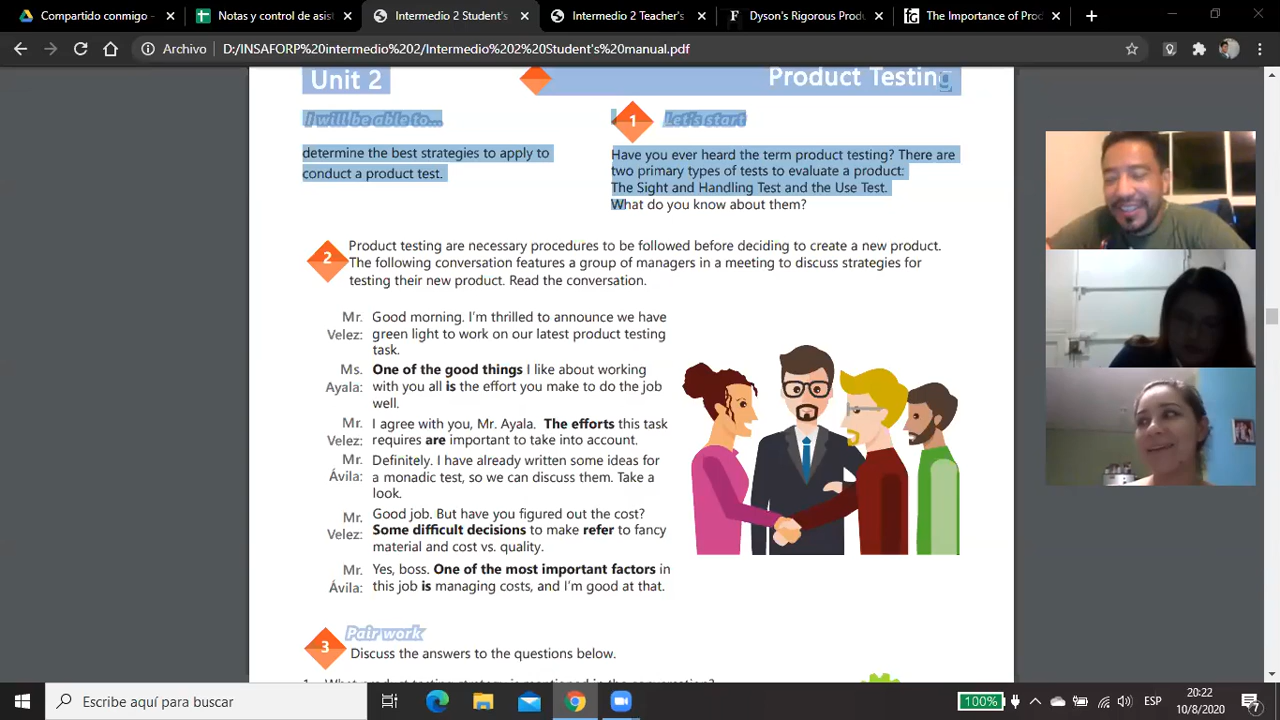 Compartido conmigo -
Notas y control de asis
Intermedio 2 Student's
Intermedio 2 Teacher's
Dyson's Rigorous Prod
The Importance of Proc
Archivo
D:/INSAFORP%20intermedio%202/Intermedio%202%20Student's%20manual.pdf
Unit 2
Product Testing
I will be able to...
determine the best strategies to apply to
conduct a product test.
1
Let's start
Have you ever heard the term product testing? There are
two primary types of tests to evaluate a product:
The Sight and Handling Test and the Use Test.
What do you know about them?
2
Product testing are necessary procedures to be followed before deciding to create a new product.
The following conversation features a group of managers in a meeting to discuss strategies for
testing their new product. Read the conversation.
Mr. Good morning. I'm thrilled to announce we have
Velez: green light to work on our latest product testing
task.
Ms. One of the good things I like about working
Ayala: with you all is the effort you make to do the job
well.
Mr. I agree with you, Mr. Ayala. The efforts this task
Velez: requires are important to take into account.
Mr. Definitely. I have already written some ideas for
Ávila: a monadic test, so we can discuss them. Take a
look.
Mr. Good job. But have you figured out the cost?
Velez: Some difficult decisions to make refer to fancy
material and cost vs. quality.
Mr. Yes, boss. One of the most important factors in
Ávila: this job is managing costs, and I'm good at that.
3
Pair work
Discuss the answers to the questions below.
1. What product testing strategy is mentioned in the conversation?
Escribe aquí para buscar
100%
ESP
20:22
10/8/2020
7